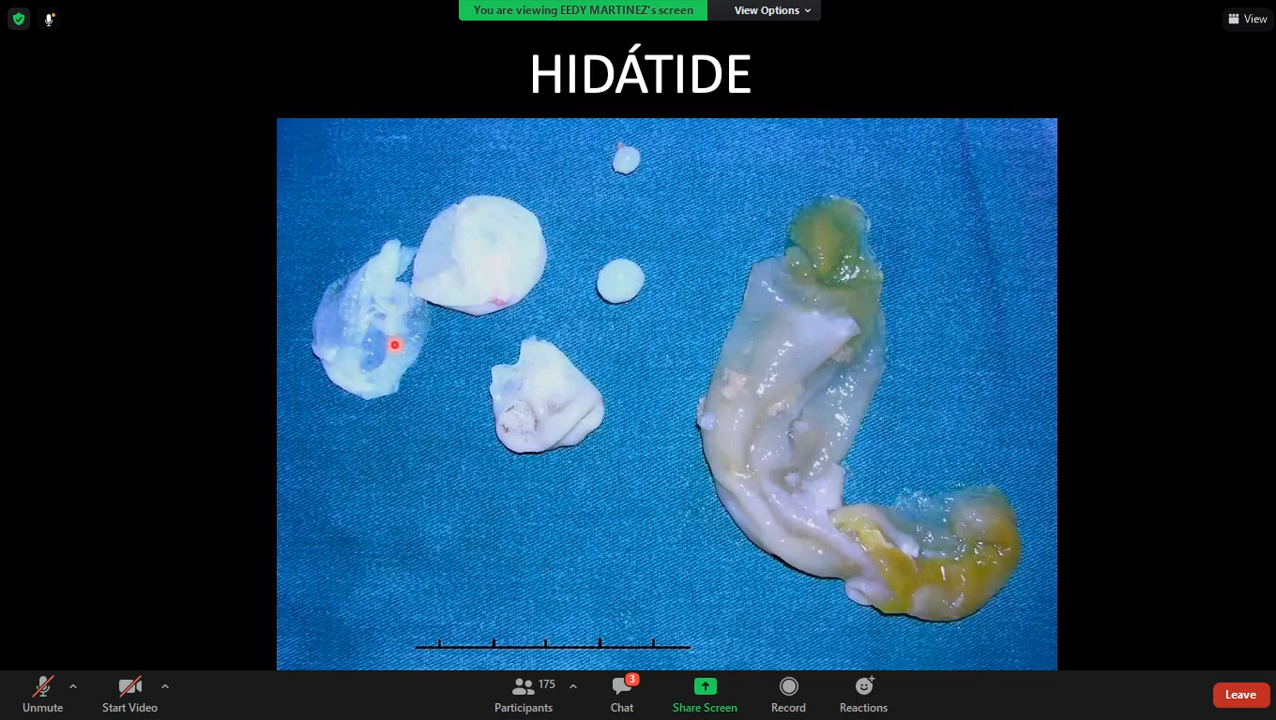 You are viewing EEDY MARTINEZ's screen
View Options
View
HIDÁTIDE
Unmute
Start Video
175
Participants
3
Chat
Share Screen
Record
Reactions
Leave